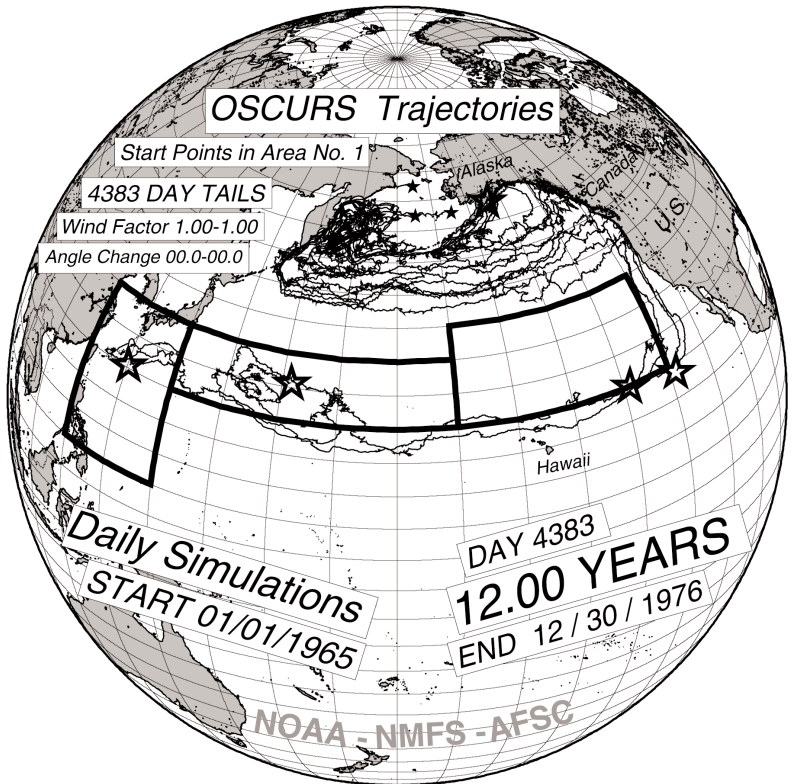 OSCURS Trajectories
Start Points in Area No. 1
4383 DAY TAILS
Wind Factor 1.00-1.00
Angle Change 00.0-00.0
Alaska
Canada
U.S.
Hawaii
Daily Simulations
START 01/01/1965
DAY 4383
12.00 YEARS
END 12 / 30 / 1976
NOAA - NMFS - AFSC